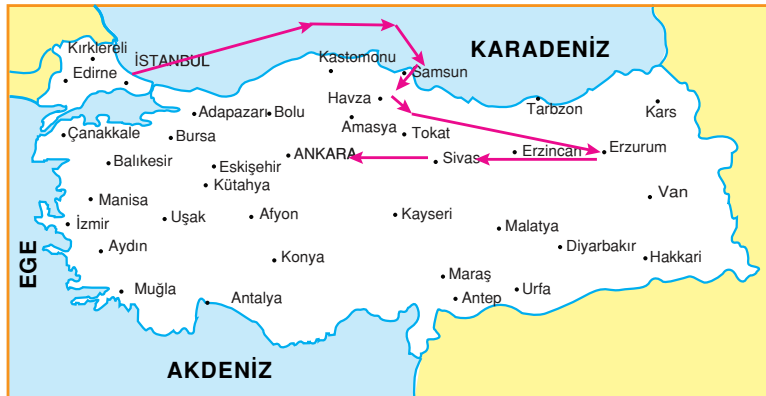 KARADENİZ
Kırklereli
İSTANBUL
Edirne
Kastomonu
Samsun
Havza
Tarbzon
Kars
Adapazarı
Bolu
Amasya
Tokat
Çanakkale
Bursa
Balıkesir
Eskişehir
ANKARA
Sivas
Erzincan
Erzurum
Kütahya
Manisa
Van
İzmir
Uşak
Afyon
Kayseri
Malatya
Aydın
Konya
Diyarbakır
Hakkari
EGE
Muğla
Antalya
Maraş
Antep
Urfa
AKDENİZ